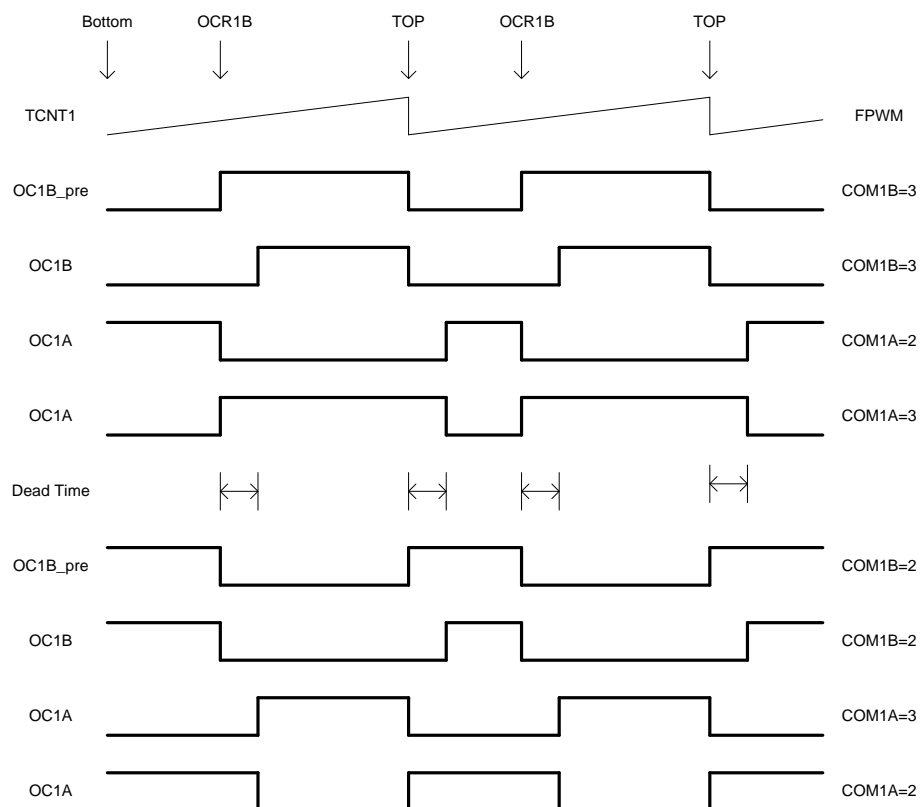 Bottom OCR1B TOP OCR1B TOP
TCNT1 FPWM
OC1B_pre COM1B=3
OC1B COM1B=3
OC1A COM1A=2
OC1A COM1A=3
Dead Time
OC1B_pre COM1B=2
OC1B COM1B=2
OC1A COM1A=3
OC1A COM1A=2